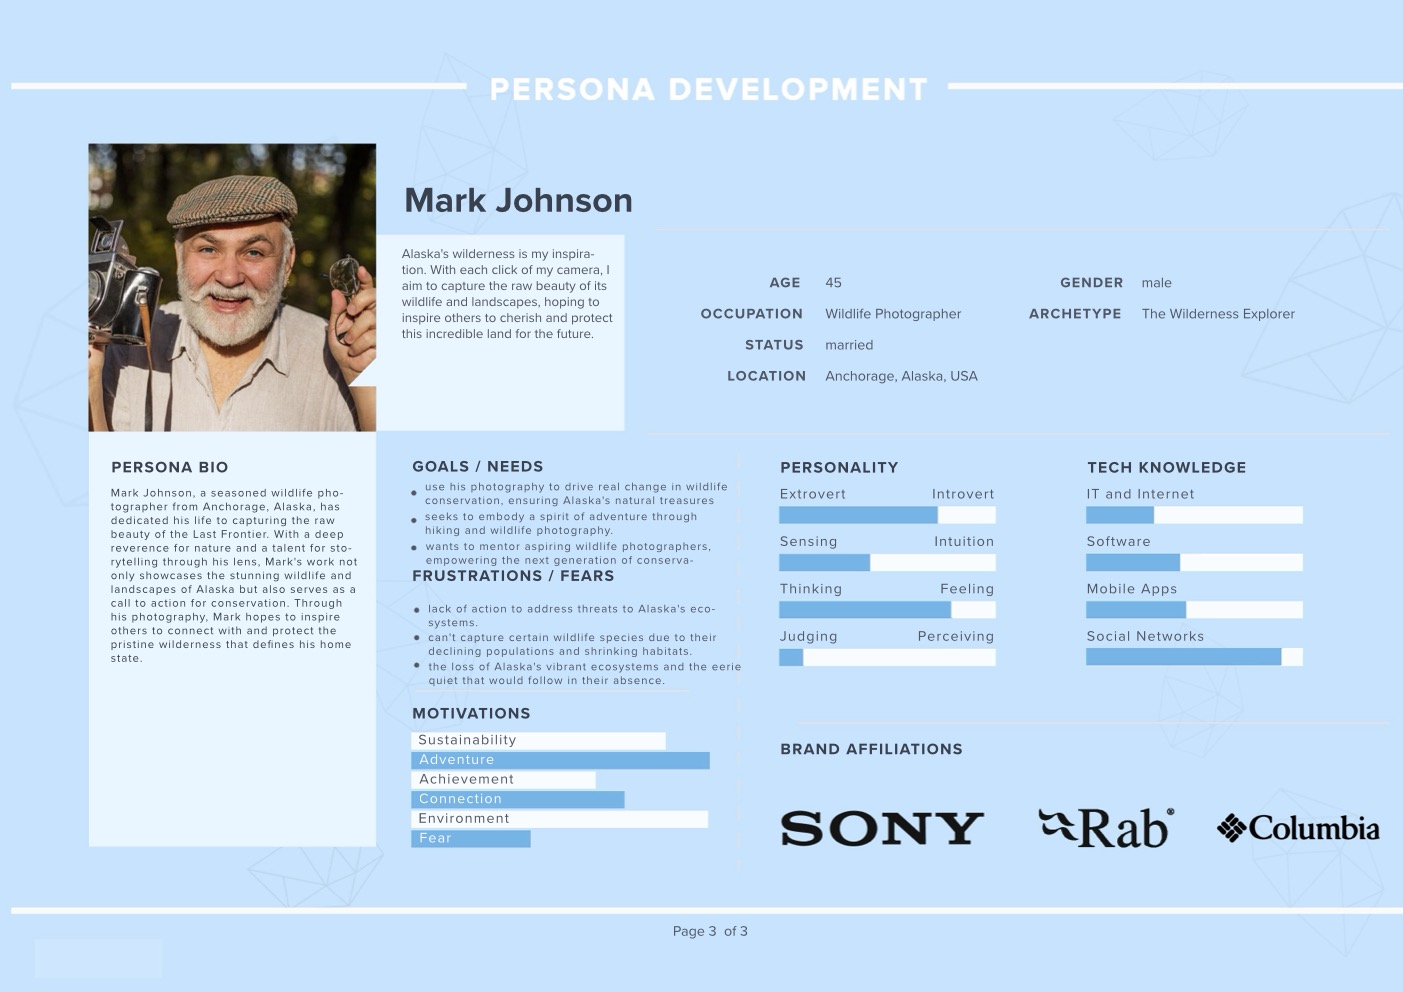 PERSONA DEVELOPMENT
Mark Johnson
Alaska's wilderness is my inspira-
tion. With each click of my camera, I
aim to capture the raw beauty of its
wildlife and landscapes, hoping to
inspire others to cherish and protect
this incredible land for the future.
AGE 45
GENDER male
OCCUPATION Wildlife Photographer
ARCHETYPE The Wilderness Explorer
STATUS married
LOCATION Anchorage, Alaska, USA
PERSONA BIO
Mark Johnson, a seasoned wildlife pho-
tographer from Anchorage, Alaska, has
dedicated his life to capturing the raw
beauty of the Last Frontier. With a deep
reverence for nature and a talent for sto-
rytelling through his lens, Mark's work not
only showcases the stunning wildlife and
landscapes of Alaska but also serves as a
call to action for conservation. Through
his photography, Mark hopes to inspire
others to connect with and protect the
pristine wilderness that defines his home
state.
GOALS / NEEDS
• use his photography to drive real change in wildlife
conservation, ensuring Alaska's natural treasures
• seeks to embody a spirit of adventure through
hiking and wildlife photography.
• wants to mentor aspiring wildlife photographers,
empowering the next generation of conserva-
FRUSTRATIONS / FEARS
• lack of action to address threats to Alaska's eco-
systems.
• can't capture certain wildlife species due to their
declining populations and shrinking habitats.
• the loss of Alaska's vibrant ecosystems and the eerie
quiet that would follow in their absence.
MOTIVATIONS
Sustainability
Adventure
Achievement
Connection
Environment
Fear
PERSONALITY
Extrovert Introvert
Sensing Intuition
Thinking Feeling
Judging Perceiving
TECH KNOWLEDGE
IT and Internet
Software
Mobile Apps
Social Networks
BRAND AFFILIATIONS
SONY
Rab®
Columbia
Page 3 of 3